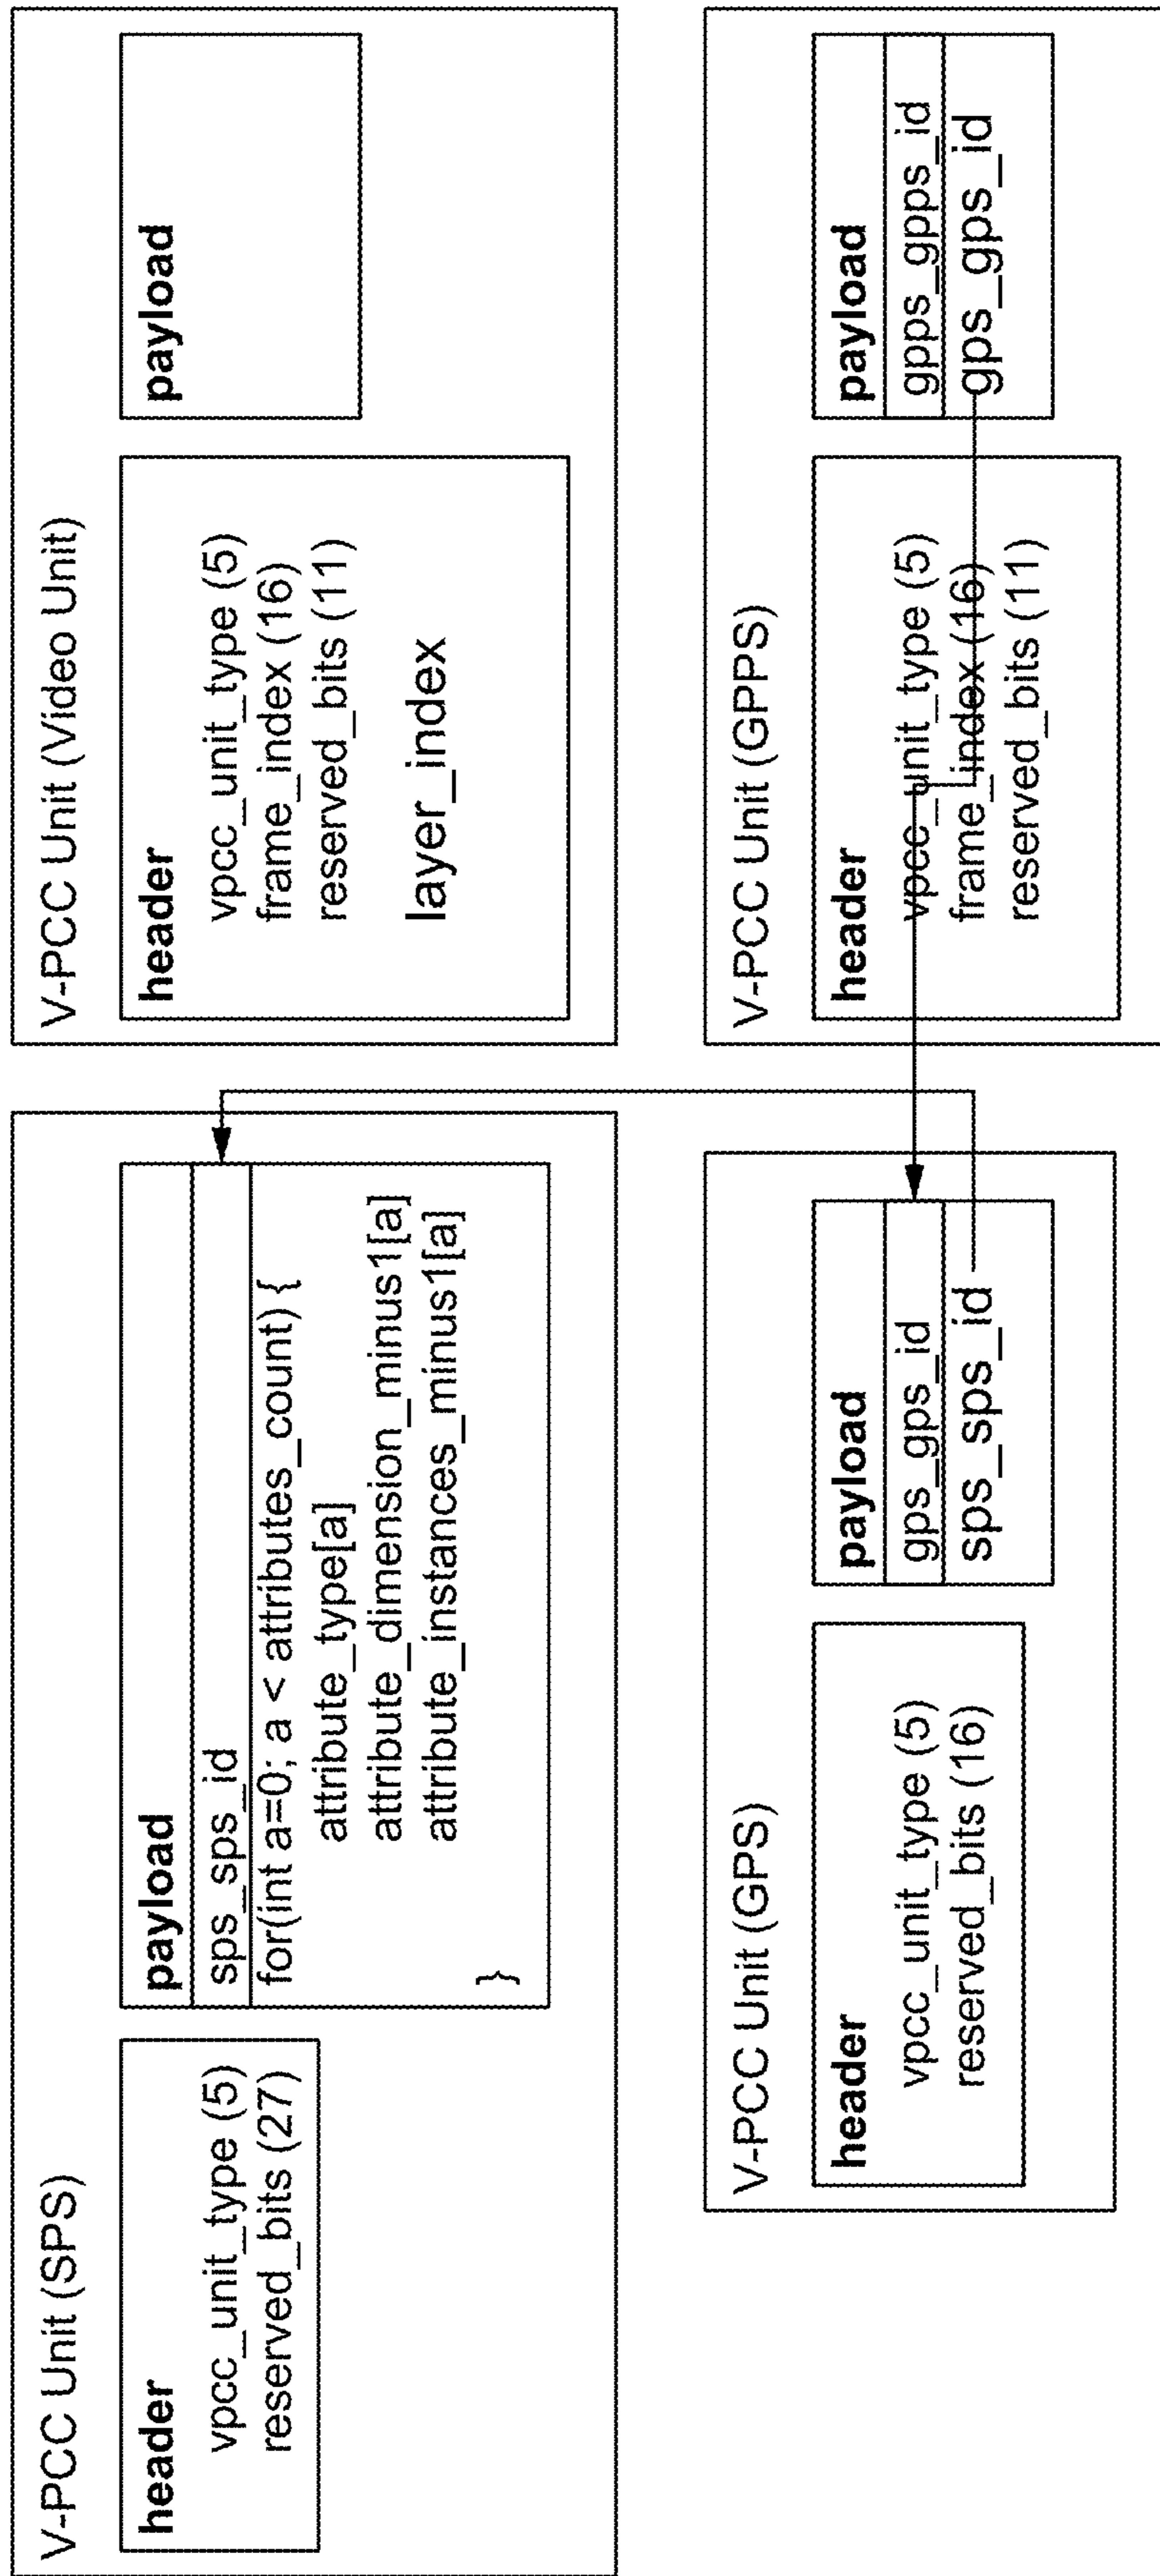 V-PCC Unit (SPS)
header
vpcc_unit_type (5)
reserved_bits (27)
payload
sps_sps_id
for(int a=0; a < attributes_count) {
attribute_type[a]
attribute_dimension_minus1[a]
attribute_instances_minus1[a]
}
V-PCC Unit (Video Unit)
header
vpcc_unit_type (5)
frame_index (16)
reserved_bits (11)
layer_index
payload
V-PCC Unit (GPS)
header
vpcc_unit_type (5)
reserved_bits (16)
payload
gps_gps_id
sps_sps_id
V-PCC Unit (GPPS)
header
vpcc_unit_type (5)
frame_index (16)
reserved_bits (11)
payload
gpps_gpps_id
gps_gps_id